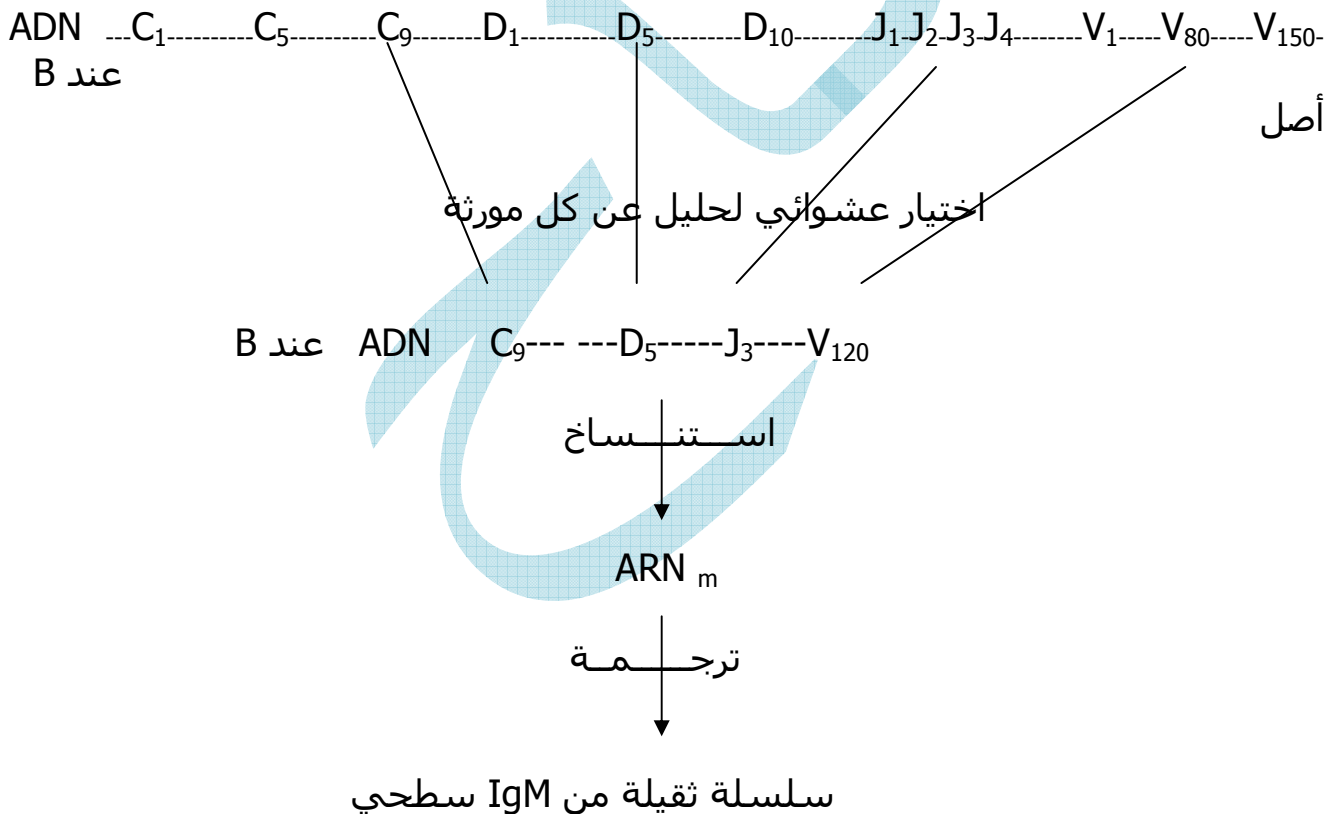 ADN ---C₁---------C₅-----------C₉-------D₁----------D₅---------D₁₀---------J₁-J₂-J₃-J₄-------V₁-----V₈₀-----V₁₅₀-
عند B
أصل
اختيار عشوائي لحليل عن كل مورثة
عند B ADN C₉--- ---D₅-----J₃----V₁₂₀
استنساخ
ARN m
ترجمة
سلسلة ثقيلة من IgM سطحي